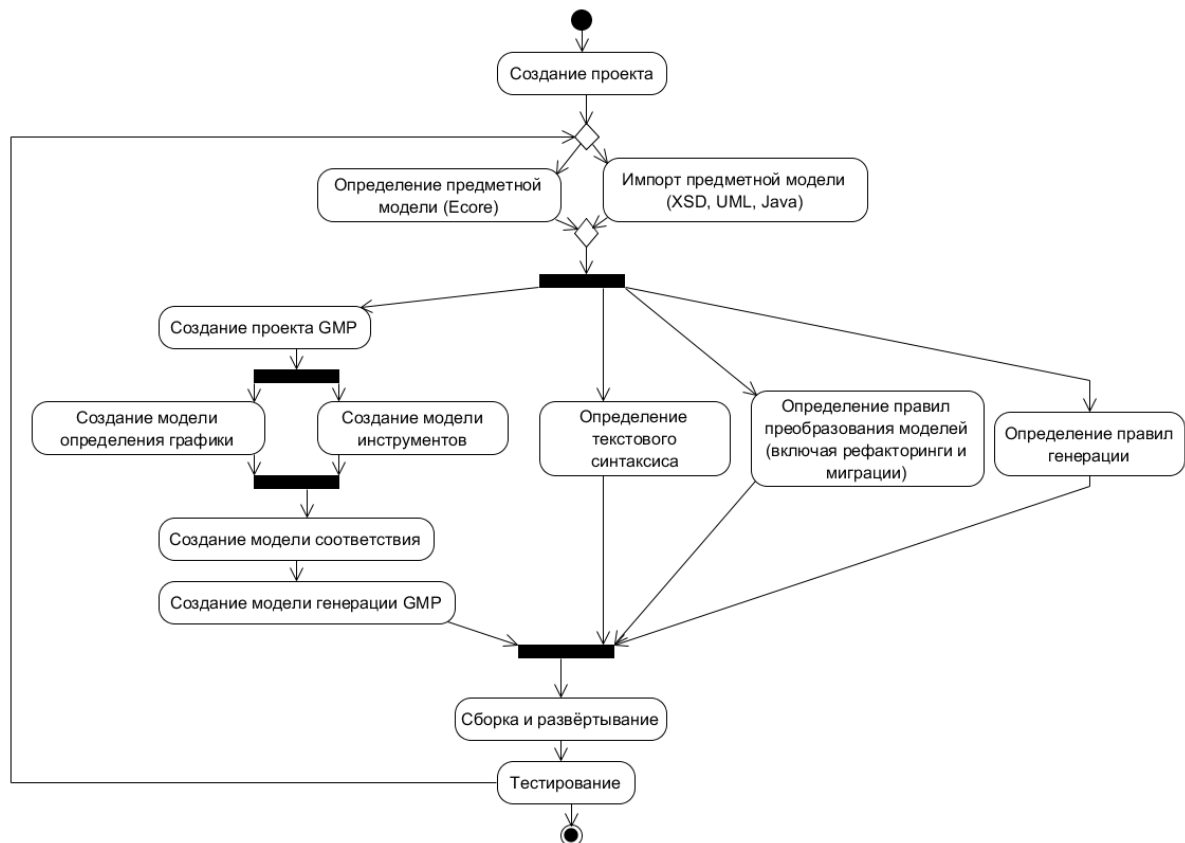 Создание проекта
Определение предметной
модели (Ecore)
Импорт предметной модели
(XSD, UML, Java)
Создание проекта GMP
Создание модели
определения графики
Создание модели
инструментов
Определение
текстового
синтаксиса
Определение правил
преобразования моделей
(включая рефакторинги и
миграции)
Определение правил
генерации
Создание модели соответствия
Создание модели генерации GMP
Сборка и развёртывание
Тестирование